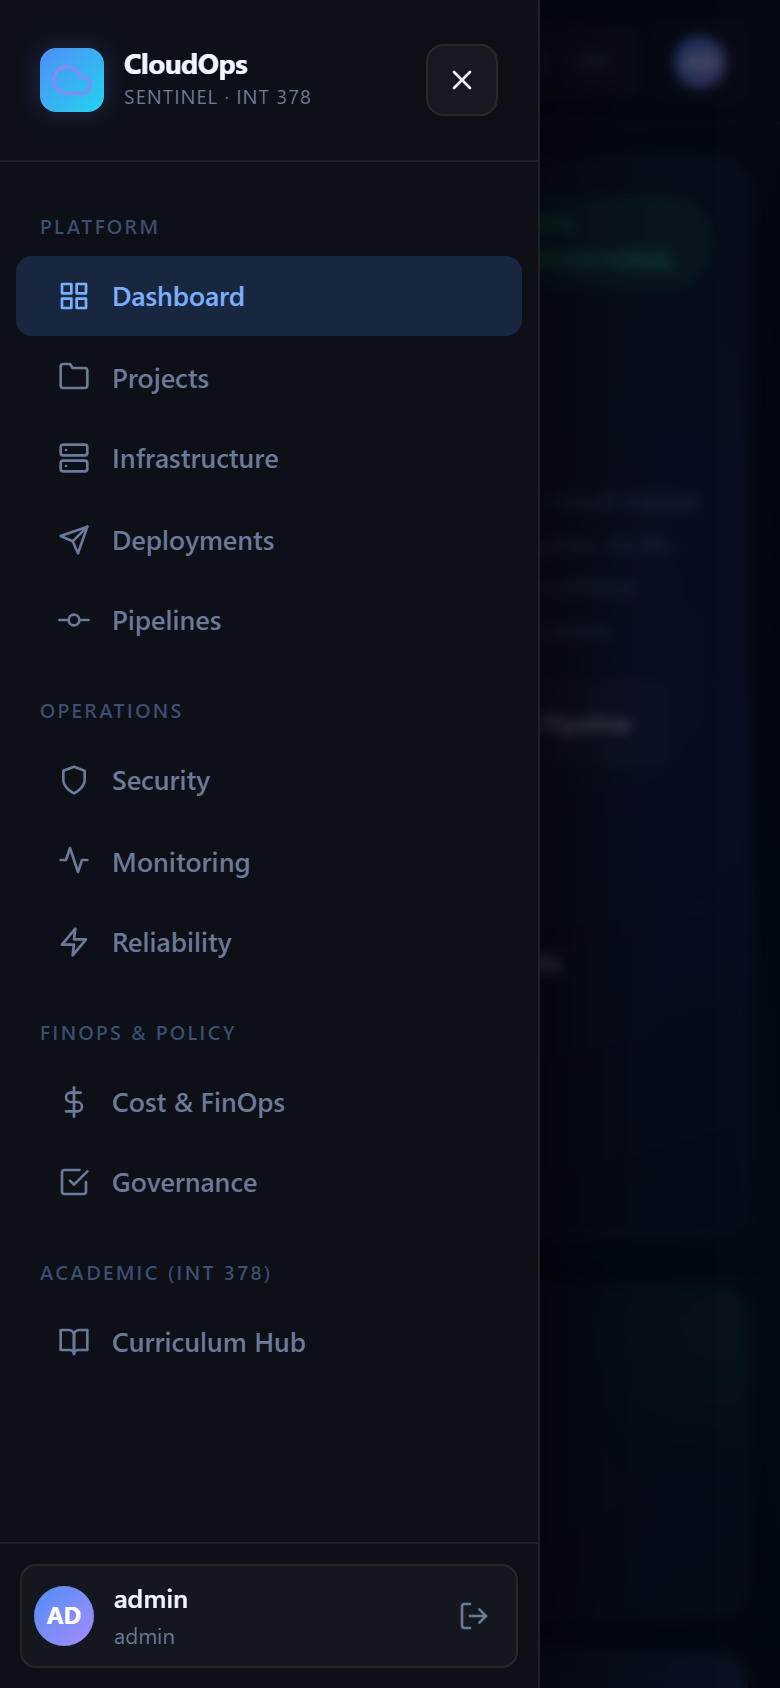 CloudOps
SENTINEL · INT 378
PLATFORM
Dashboard
Projects
Infrastructure
Deployments
Pipelines
OPERATIONS
Security
Monitoring
Reliability
FINOPS & POLICY
Cost & FinOps
Governance
ACADEMIC (INT 378)
Curriculum Hub
AD
admin
admin